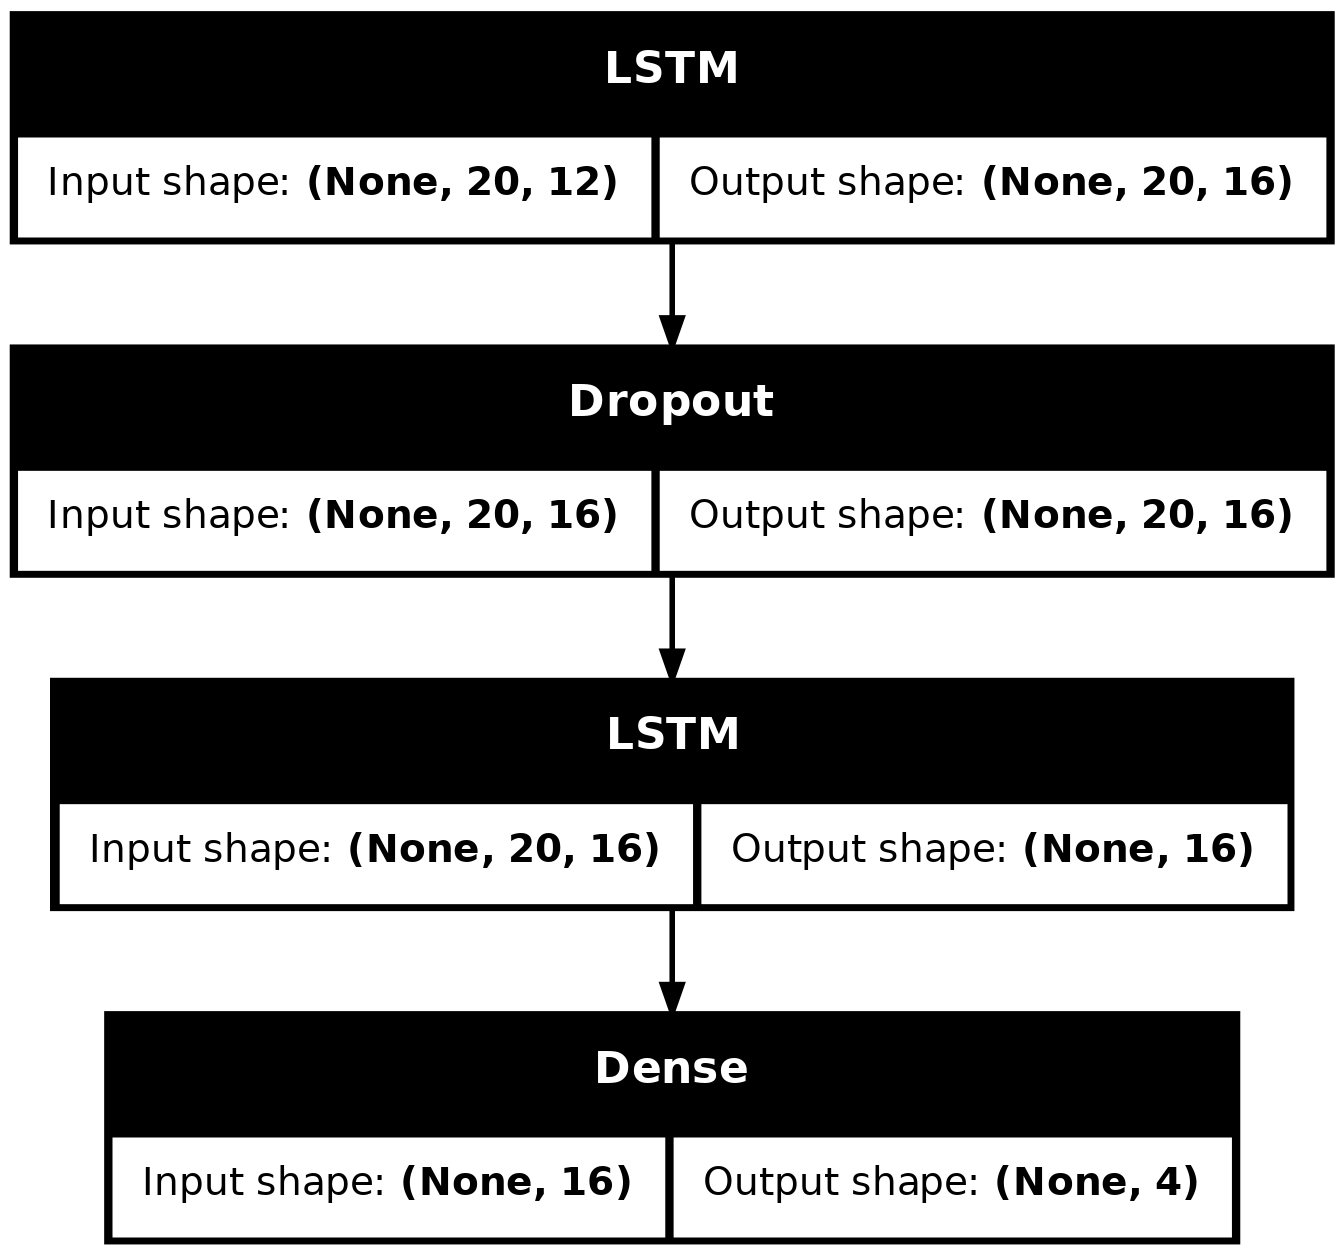 LSTM
Input shape: (None, 20, 12) Output shape: (None, 20, 16)
Dropout
Input shape: (None, 20, 16) Output shape: (None, 20, 16)
LSTM
Input shape: (None, 20, 16) Output shape: (None, 16)
Dense
Input shape: (None, 16) Output shape: (None, 4)